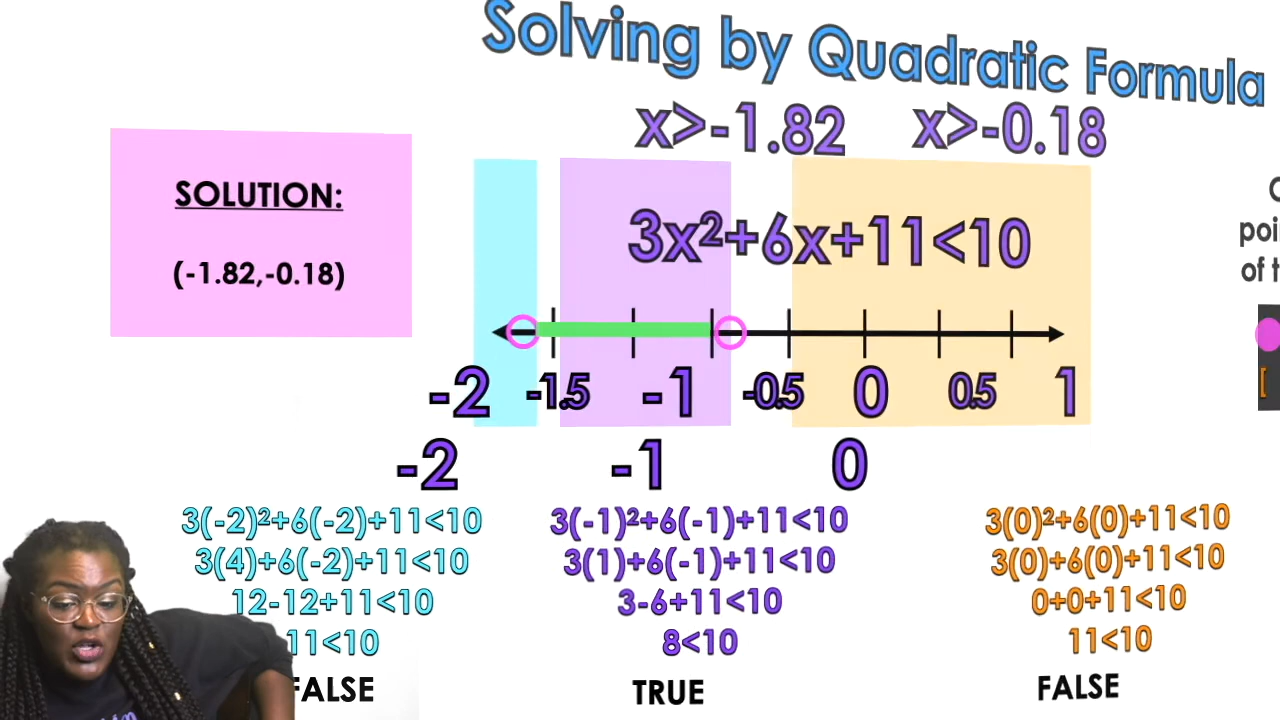 Solving by Quadratic Formula
x>-1.82 x>-0.18
SOLUTION:
(-1.82,-0.18)
3x²+6x+11<10
-2 -1.5 -1 -0.5 0 0.5 1
-2 -1 0
3(-2)²+6(-2)+11<10
3(4)+6(-2)+11<10
12-12+11<10
11<10
FALSE
3(-1)²+6(-1)+11<10
3(1)+6(-1)+11<10
3-6+11<10
8<10
TRUE
3(0)²+6(0)+11<10
3(0)+6(0)+11<10
0+0+11<10
11<10
FALSE
of t
[